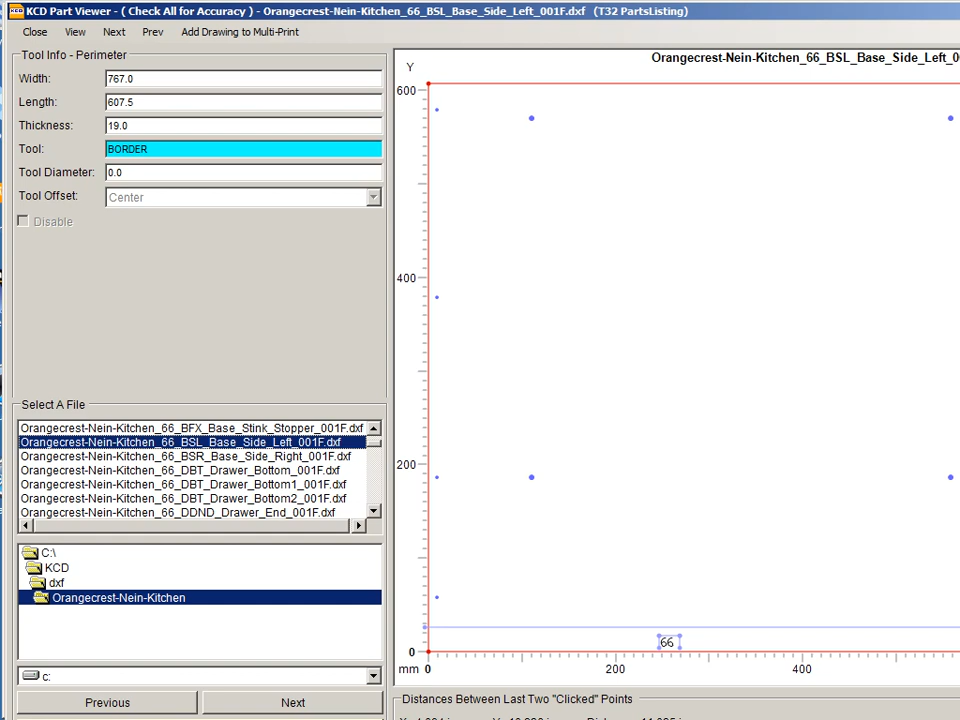 KCD Part Viewer - ( Check All for Accuracy ) - Orangecrest-Nein-Kitchen_66_BSL_Base_Side_Left_001F.dxf (T32 PartsListing)
Close View Next Prev Add Drawing to Multi-Print
Tool Info - Perimeter
Width: 767.0
Length: 607.5
Thickness: 19.0
Tool: BORDER
Tool Diameter: 0.0
Tool Offset: Center
Disable
Select A File
Orangecrest-Nein-Kitchen_66_BFX_Base_Stink_Stopper_001F.dxf
Orangecrest-Nein-Kitchen_66_BSL_Base_Side_Left_001F.dxf
Orangecrest-Nein-Kitchen_66_BSR_Base_Side_Right_001F.dxf
Orangecrest-Nein-Kitchen_66_DBT_Drawer_Bottom_001F.dxf
Orangecrest-Nein-Kitchen_66_DBT_Drawer_Bottom1_001F.dxf
Orangecrest-Nein-Kitchen_66_DBT_Drawer_Bottom2_001F.dxf
Orangecrest-Nein-Kitchen_66_DDND_Drawer_End_001F.dxf
C:\
KCD
dxf
Orangecrest-Nein-Kitchen
c:
Previous Next
Orangecrest-Nein-Kitchen_66_BSL_Base_Side_Left_0
Y
600
400
200
0
66
mm 0 200 400
Distances Between Last Two "Clicked" Points